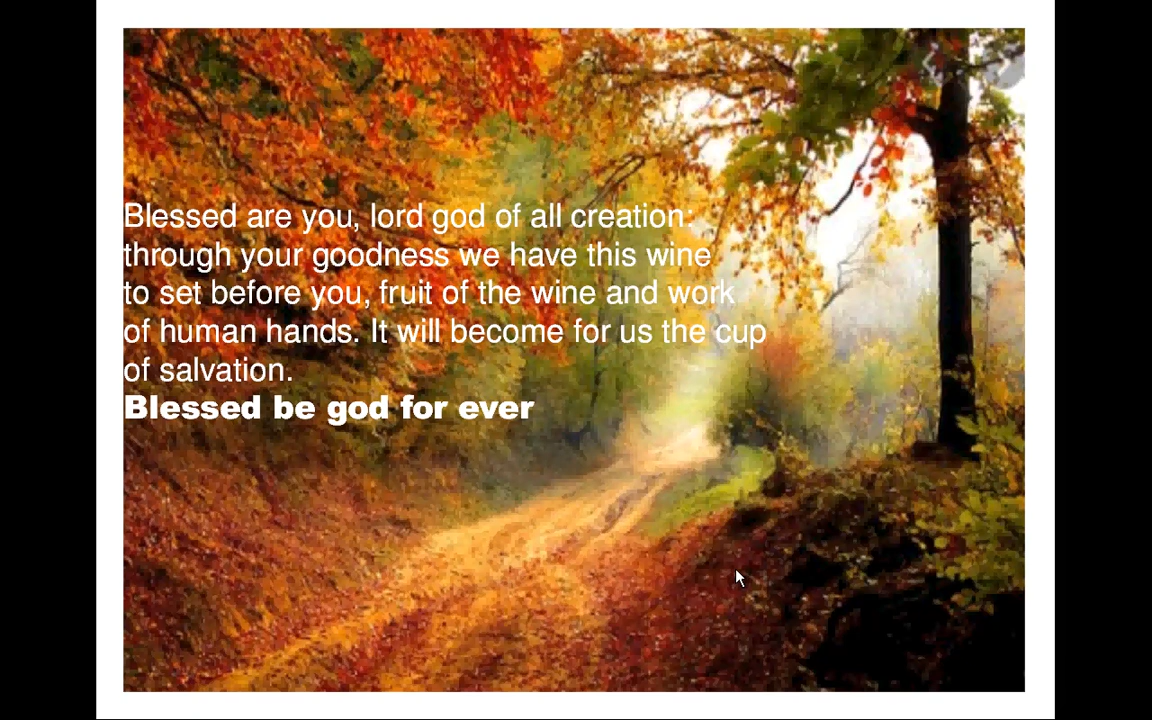 Blessed are you, lord god of all creation:
through your goodness we have this wine
to set before you, fruit of the wine and work
of human hands. It will become for us the cup
of salvation.
Blessed be god for ever